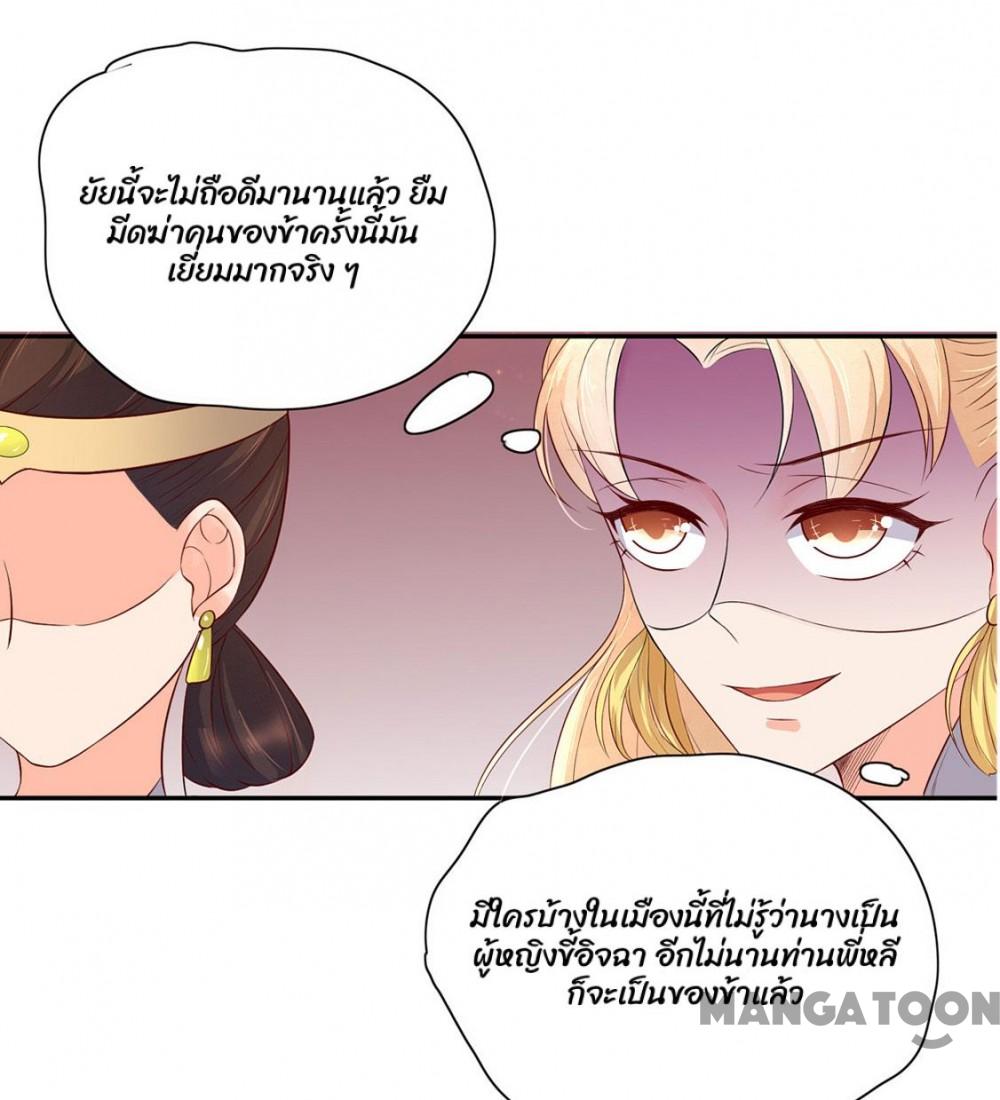 ยัยนี่จะไม่ถือดีมานานแล้ว ยืม
มีดฆ่าคนของข้าครั้งนี้มัน
เยี่ยมมากจริง ๆ
มีใครบ้างในเมืองนี้ที่ไม่รู้ว่านางเป็น
ผู้หญิงขี้อิจฉา อีกไม่นานท่านพี่หลี
ก็จะเป็นของข้าแล้ว
MANGATOON